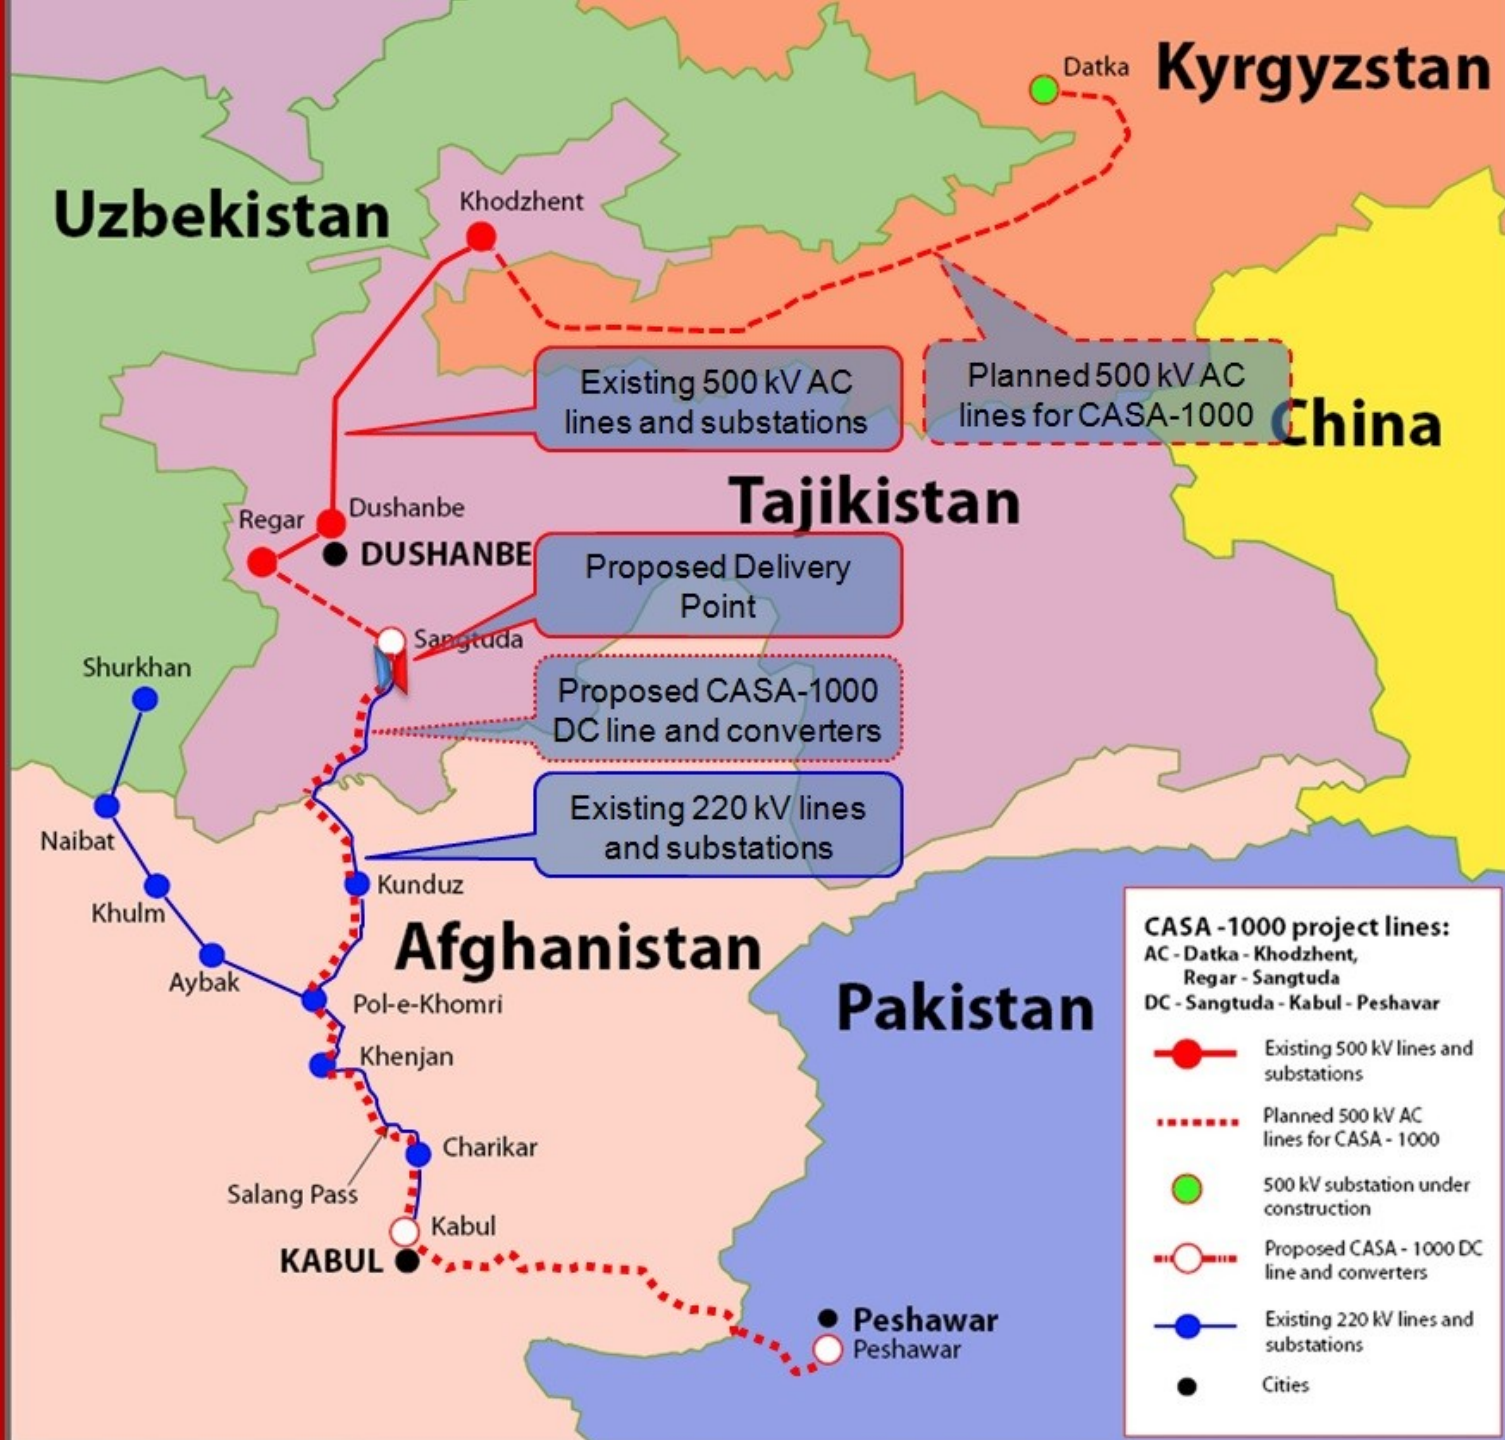 Datka
Kyrgyzstan
Uzbekistan
Khodzhent
Existing 500 kV AC
lines and substations
Planned 500 kV AC
lines for CASA-1000
China
Tajikistan
Regar
Dushanbe
DUSHANBE
Proposed Delivery
Point
Sangtuda
Shurkhan
Proposed CASA-1000
DC line and converters
Existing 220 kV lines
and substations
Naibat
Kunduz
Khulm
Afghanistan
Aybak
Pol-e-Khomri
Pakistan
Khenjan
Charikar
Salang Pass
Kabul
KABUL
Peshawar
Peshawar
CASA -1000 project lines:
AC - Datka - Khodzhent,
Regar - Sangtuda
DC - Sangtuda - Kabul - Peshavar
Existing 500 kV lines and
substations
Planned 500 kV AC
lines for CASA - 1000
500 kV substation under
construction
Proposed CASA - 1000 DC
line and converters
Existing 220 kV lines and
substations
Cities